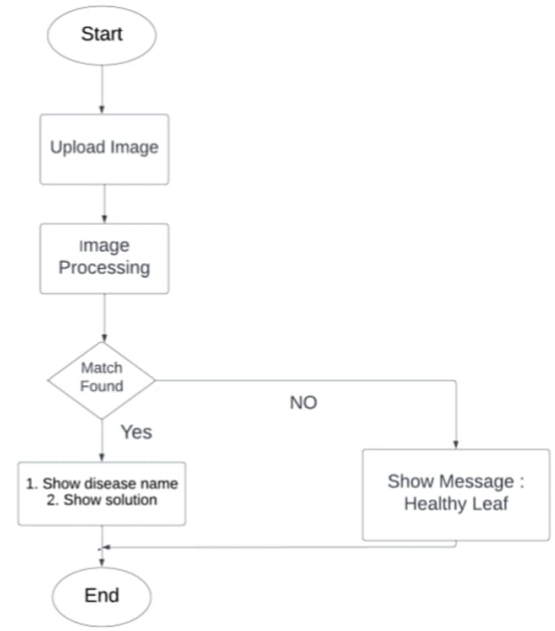 Start
Upload Image
Image
Processing
Match
Found
NO
Yes
1. Show disease name
2. Show solution
Show Message :
Healthy Leaf
End